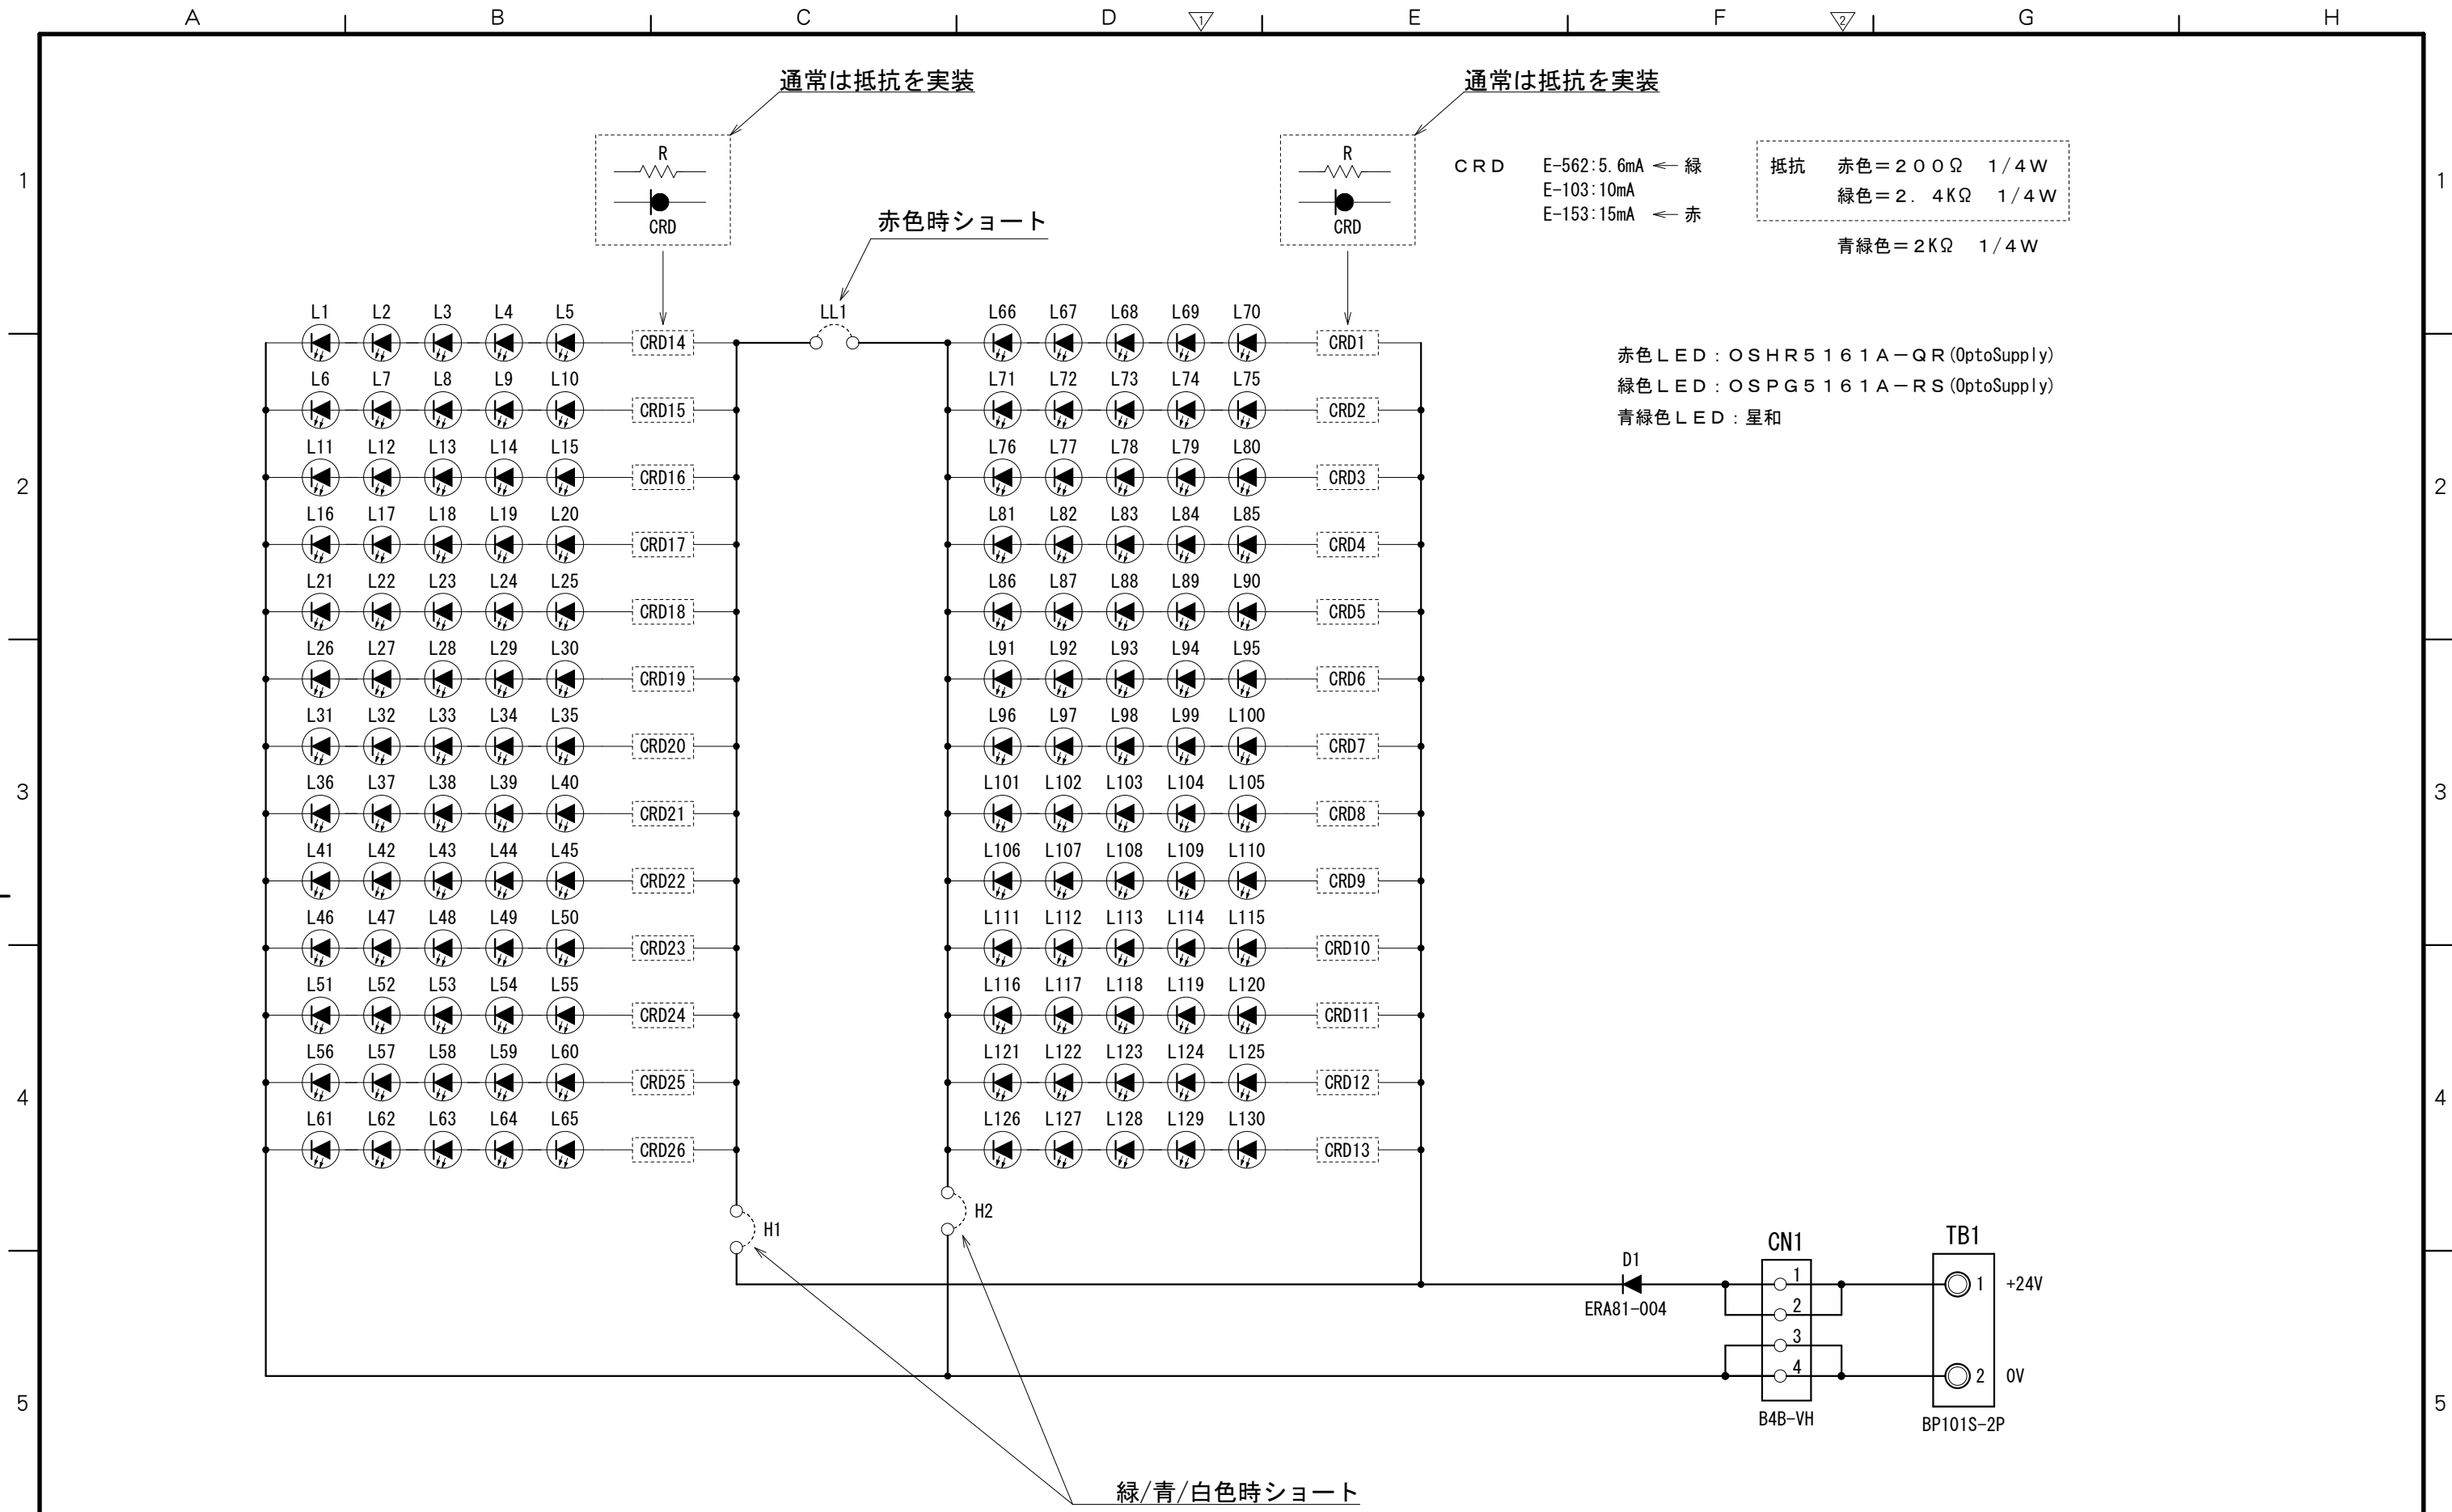 A B C D 1 E F 2 G H
通常は抵抗を実装 通常は抵抗を実装
R R
CRD CRD
ＣＲＤ E-562:5.6mA ← 緑
E-103:10mA
E-153:15mA ← 赤
抵抗 赤色＝２００Ω １/４Ｗ
緑色＝２．４KΩ １/４Ｗ
青緑色＝２KΩ １/４Ｗ
1 1
赤色時ショート
L1 L2 L3 L4 L5 LL1 L66 L67 L68 L69 L70
CRD14 CRD1
赤色ＬＥＤ：ＯＳＨＲ５１６１Ａ－ＱＲ(OptoSupply)
緑色ＬＥＤ：ＯＳＰＧ５１６１Ａ－ＲＳ(OptoSupply)
青緑色ＬＥＤ：星和
L6 L7 L8 L9 L10 L71 L72 L73 L74 L75
CRD15 CRD2
L11 L12 L13 L14 L15 L76 L77 L78 L79 L80
CRD16 CRD3
2 2
L16 L17 L18 L19 L20 L81 L82 L83 L84 L85
CRD17 CRD4
L21 L22 L23 L24 L25 L86 L87 L88 L89 L90
CRD18 CRD5
L26 L27 L28 L29 L30 L91 L92 L93 L94 L95
CRD19 CRD6
L31 L32 L33 L34 L35 L96 L97 L98 L99 L100
CRD20 CRD7
L36 L37 L38 L39 L40 L101 L102 L103 L104 L105
3 3
CRD21 CRD8
L41 L42 L43 L44 L45 L106 L107 L108 L109 L110
CRD22 CRD9
L46 L47 L48 L49 L50 L111 L112 L113 L114 L115
CRD23 CRD10
L51 L52 L53 L54 L55 L116 L117 L118 L119 L120
CRD24 CRD11
L56 L57 L58 L59 L60 L121 L122 L123 L124 L125
CRD25 CRD12
4 4
L61 L62 L63 L64 L65 L126 L127 L128 L129 L130
CRD26 CRD13
H1 H2
D1
ERA81-004
CN1
1
2
3
4
B4B-VH
TB1
1 +24V
2 0V
BP101S-2P
5 5
緑/青/白色時ショート